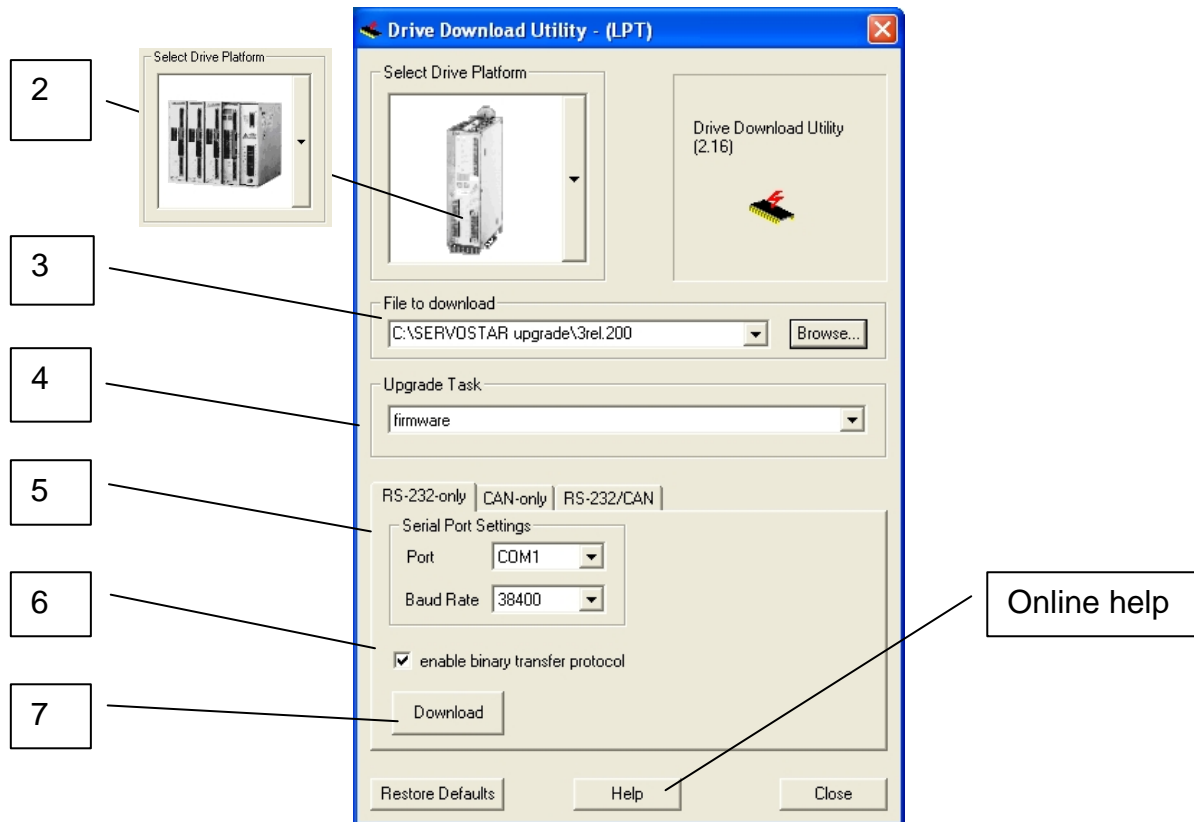 Drive Download Utility - (LPT)
2
Select Drive Platform
Select Drive Platform
Drive Download Utility
(2.16)
3
File to download
C:\SERVOSTAR upgrade\3rel.200
Browse...
4
Upgrade Task
firmware
5
RS-232-only CAN-only RS-232/CAN
Serial Port Settings
Port COM1
Baud Rate 38400
6
enable binary transfer protocol
Online help
7
Download
Restore Defaults Help Close